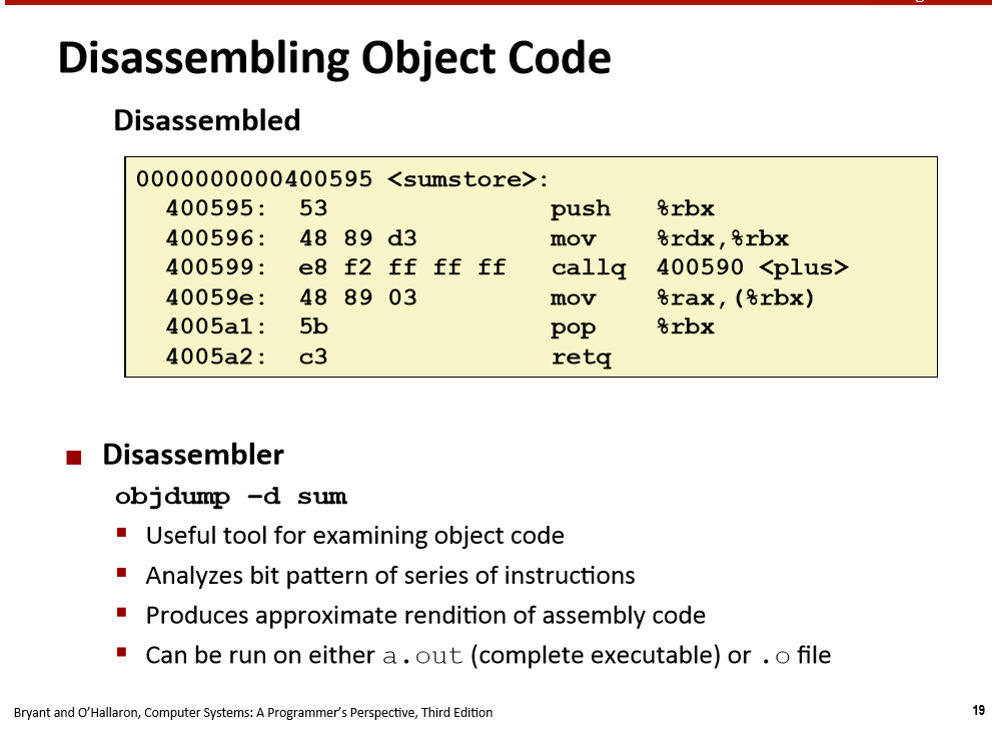 Disassembling Object Code
Disassembled
0000000000400595 <sumstore>:
400595: 53 push %rbx
400596: 48 89 d3 mov %rdx,%rbx
400599: e8 f2 ff ff ff callq 400590 <plus>
40059e: 48 89 03 mov %rax,(%rbx)
4005a1: 5b pop %rbx
4005a2: c3 retq
Disassembler
objdump –d sum
Useful tool for examining object code
Analyzes bit pattern of series of instructions
Produces approximate rendition of assembly code
Can be run on either a.out (complete executable) or .o file
Bryant and O’Hallaron, Computer Systems: A Programmer’s Perspective, Third Edition
19